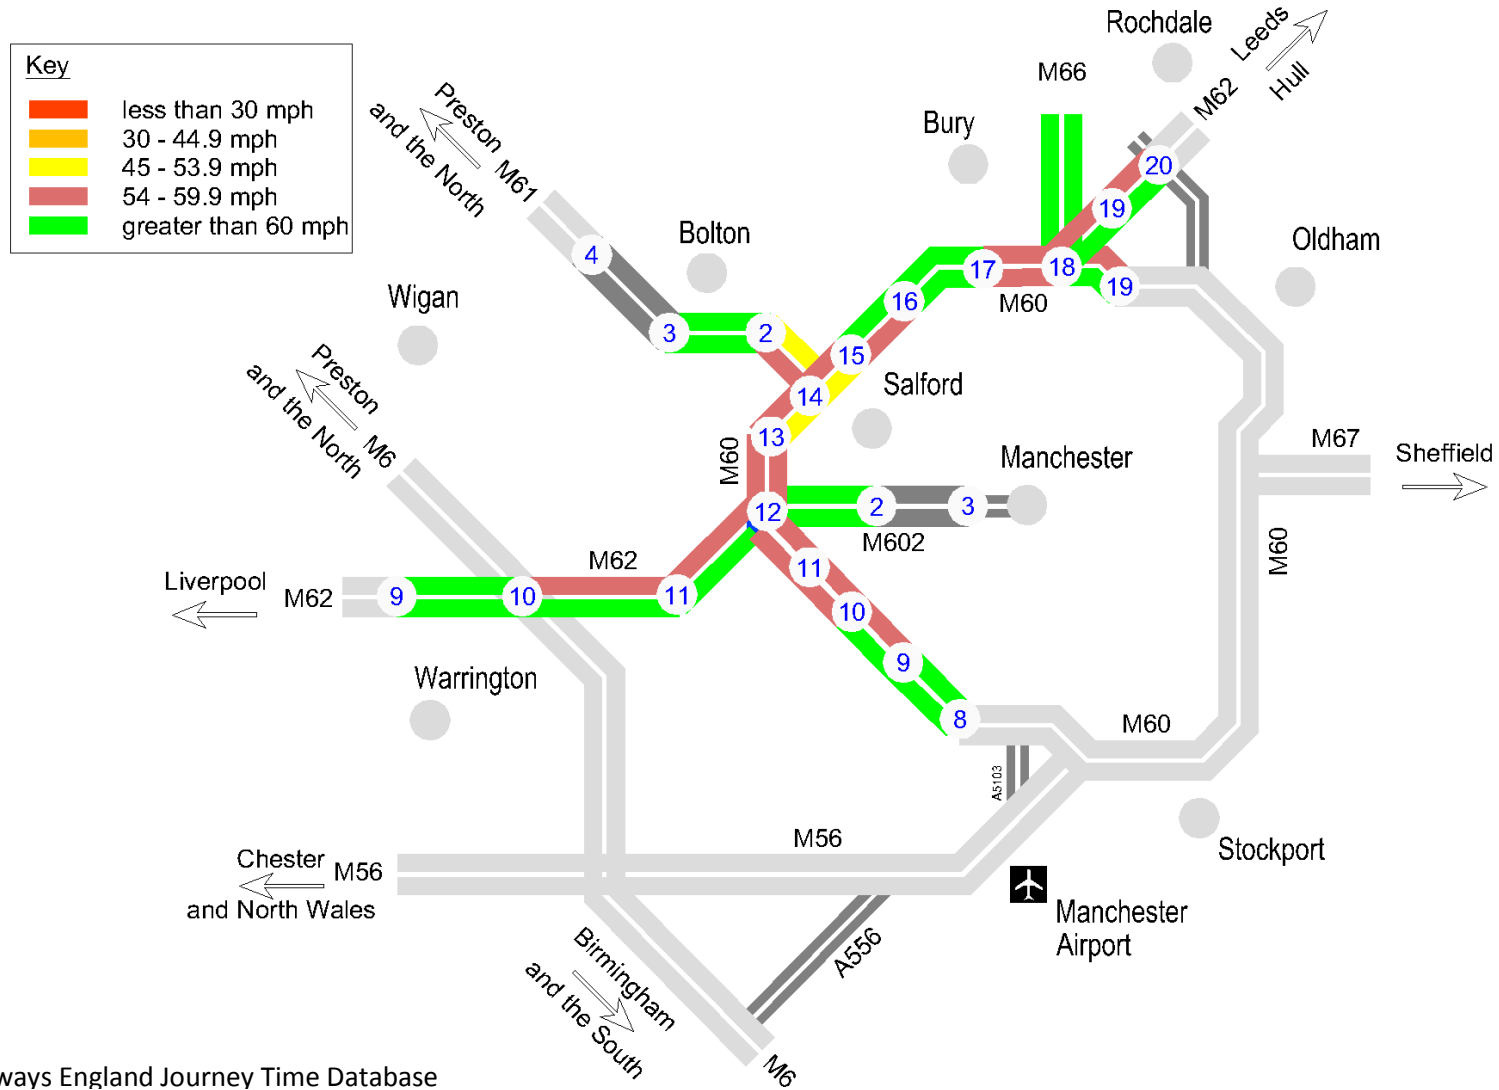 Key
less than 30 mph
30 - 44.9 mph
45 - 53.9 mph
54 - 59.9 mph
greater than 60 mph
Preston
and the North
M61
Rochdale
Leeds
Hull
M62
M66
Bury
20
19
Oldham
Bolton
4
3
2
Wigan
18
17
19
M60
16
15
14
Salford
13
M60
Preston
and the North
M6
Manchester
12
2
3
M602
M67
Sheffield
M60
Liverpool
M62
9
10
M62
11
11
10
9
8
Warrington
M60
A5103
Stockport
M56
Chester
M56
and North Wales
Manchester
Airport
A556
Birmingham
and the South
M6
ways England Journey Time Database